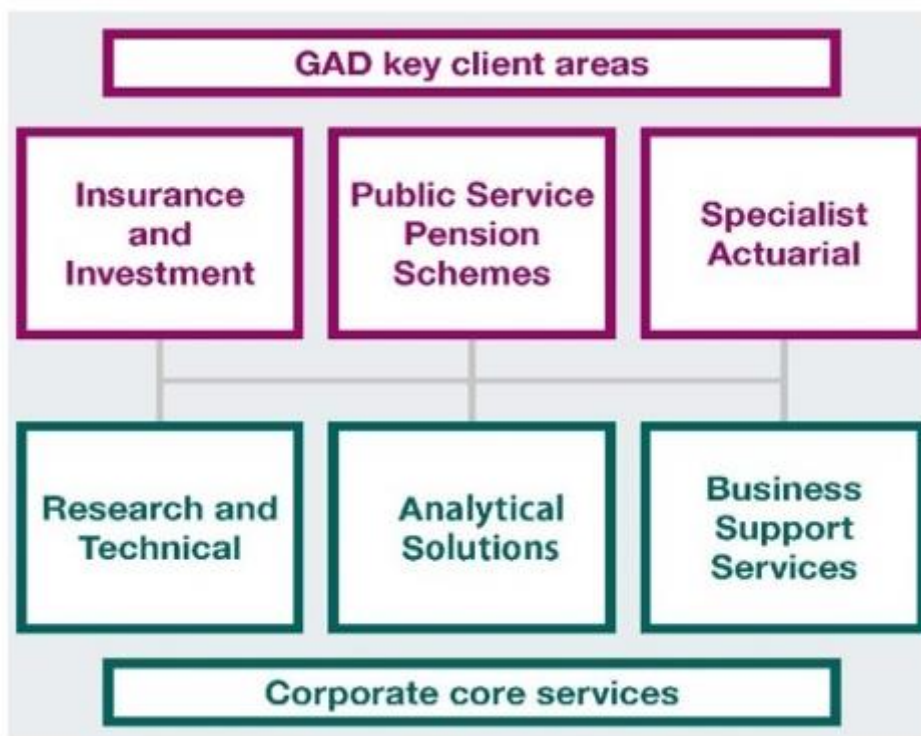 GAD key client areas
Insurance
and
Investment
Public Service
Pension
Schemes
Specialist
Actuarial
Research and
Technical
Analytical
Solutions
Business
Support
Services
Corporate core services